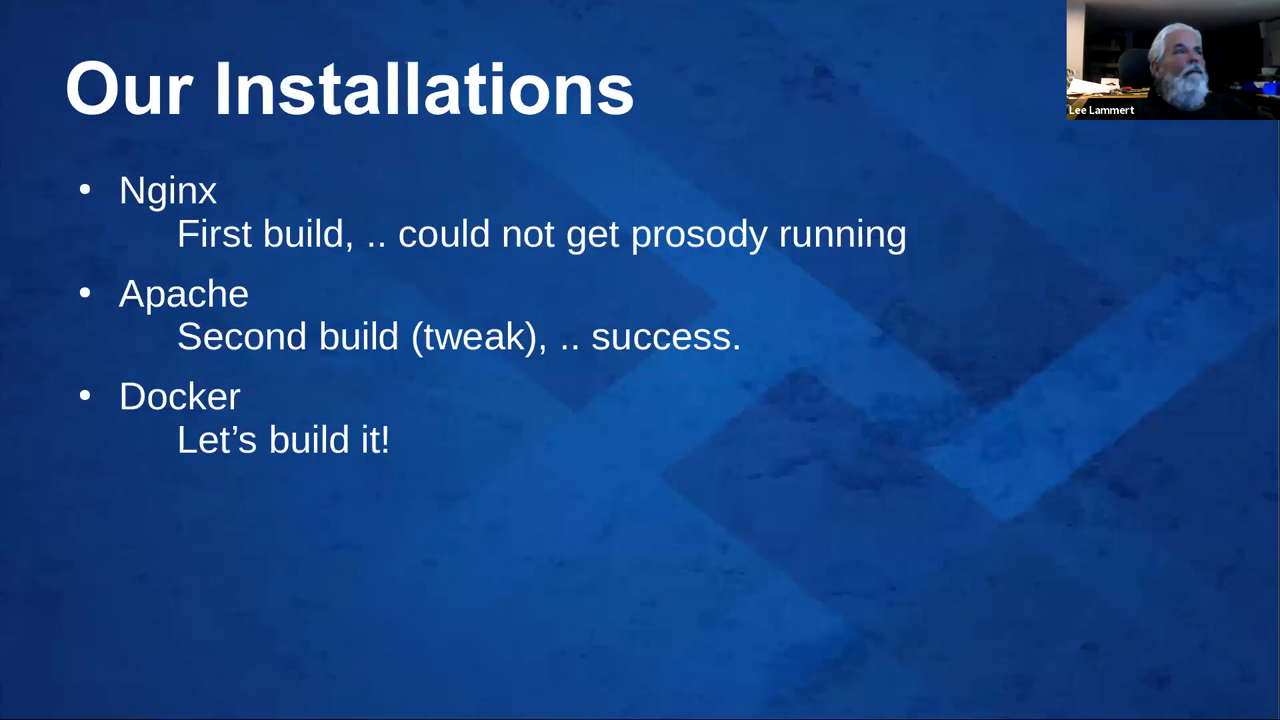 Our Installations
Lee Lammert
• Nginx
First build, .. could not get prosody running
• Apache
Second build (tweak), .. success.
• Docker
Let’s build it!